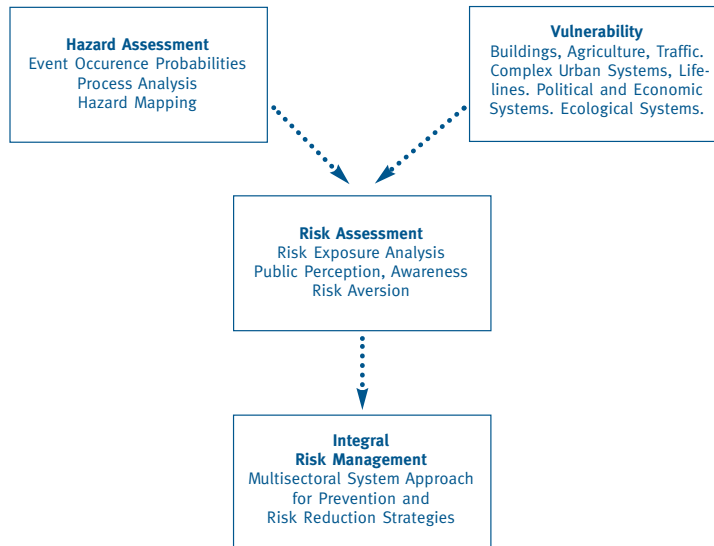 Hazard Assessment
Event Occurence Probabilities
Process Analysis
Hazard Mapping
Vulnerability
Buildings, Agriculture, Traffic.
Complex Urban Systems, Life-
lines. Political and Economic
Systems. Ecological Systems.
Risk Assessment
Risk Exposure Analysis
Public Perception, Awareness
Risk Aversion
Integral
Risk Management
Multisectoral System Approach
for Prevention and
Risk Reduction Strategies